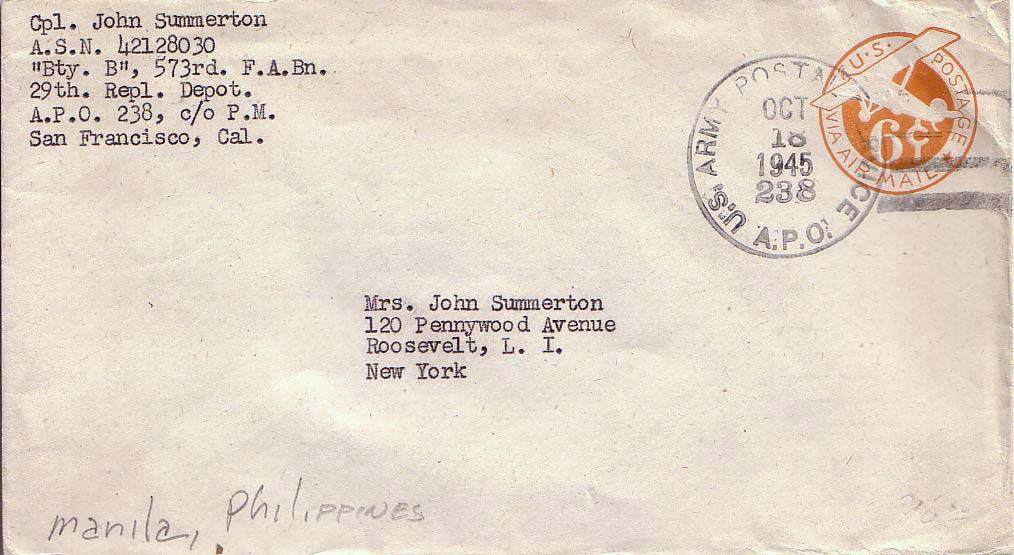 Cpl. John Summerton
A.S.N. 42128030
"Bty. B", 573rd. F.A.Bn.
29th. Repl. Depot.
A.P.O. 238, c/o P.M.
San Francisco, Cal.
U.S. ARMY POSTAL
A.P.O.
OCT
18
1945
238
U.S. POSTAGE
VIA AIR MAIL
6¢
Mrs. John Summerton
120 Pennywood Avenue
Roosevelt, L. I.
New York
manila, Philippines